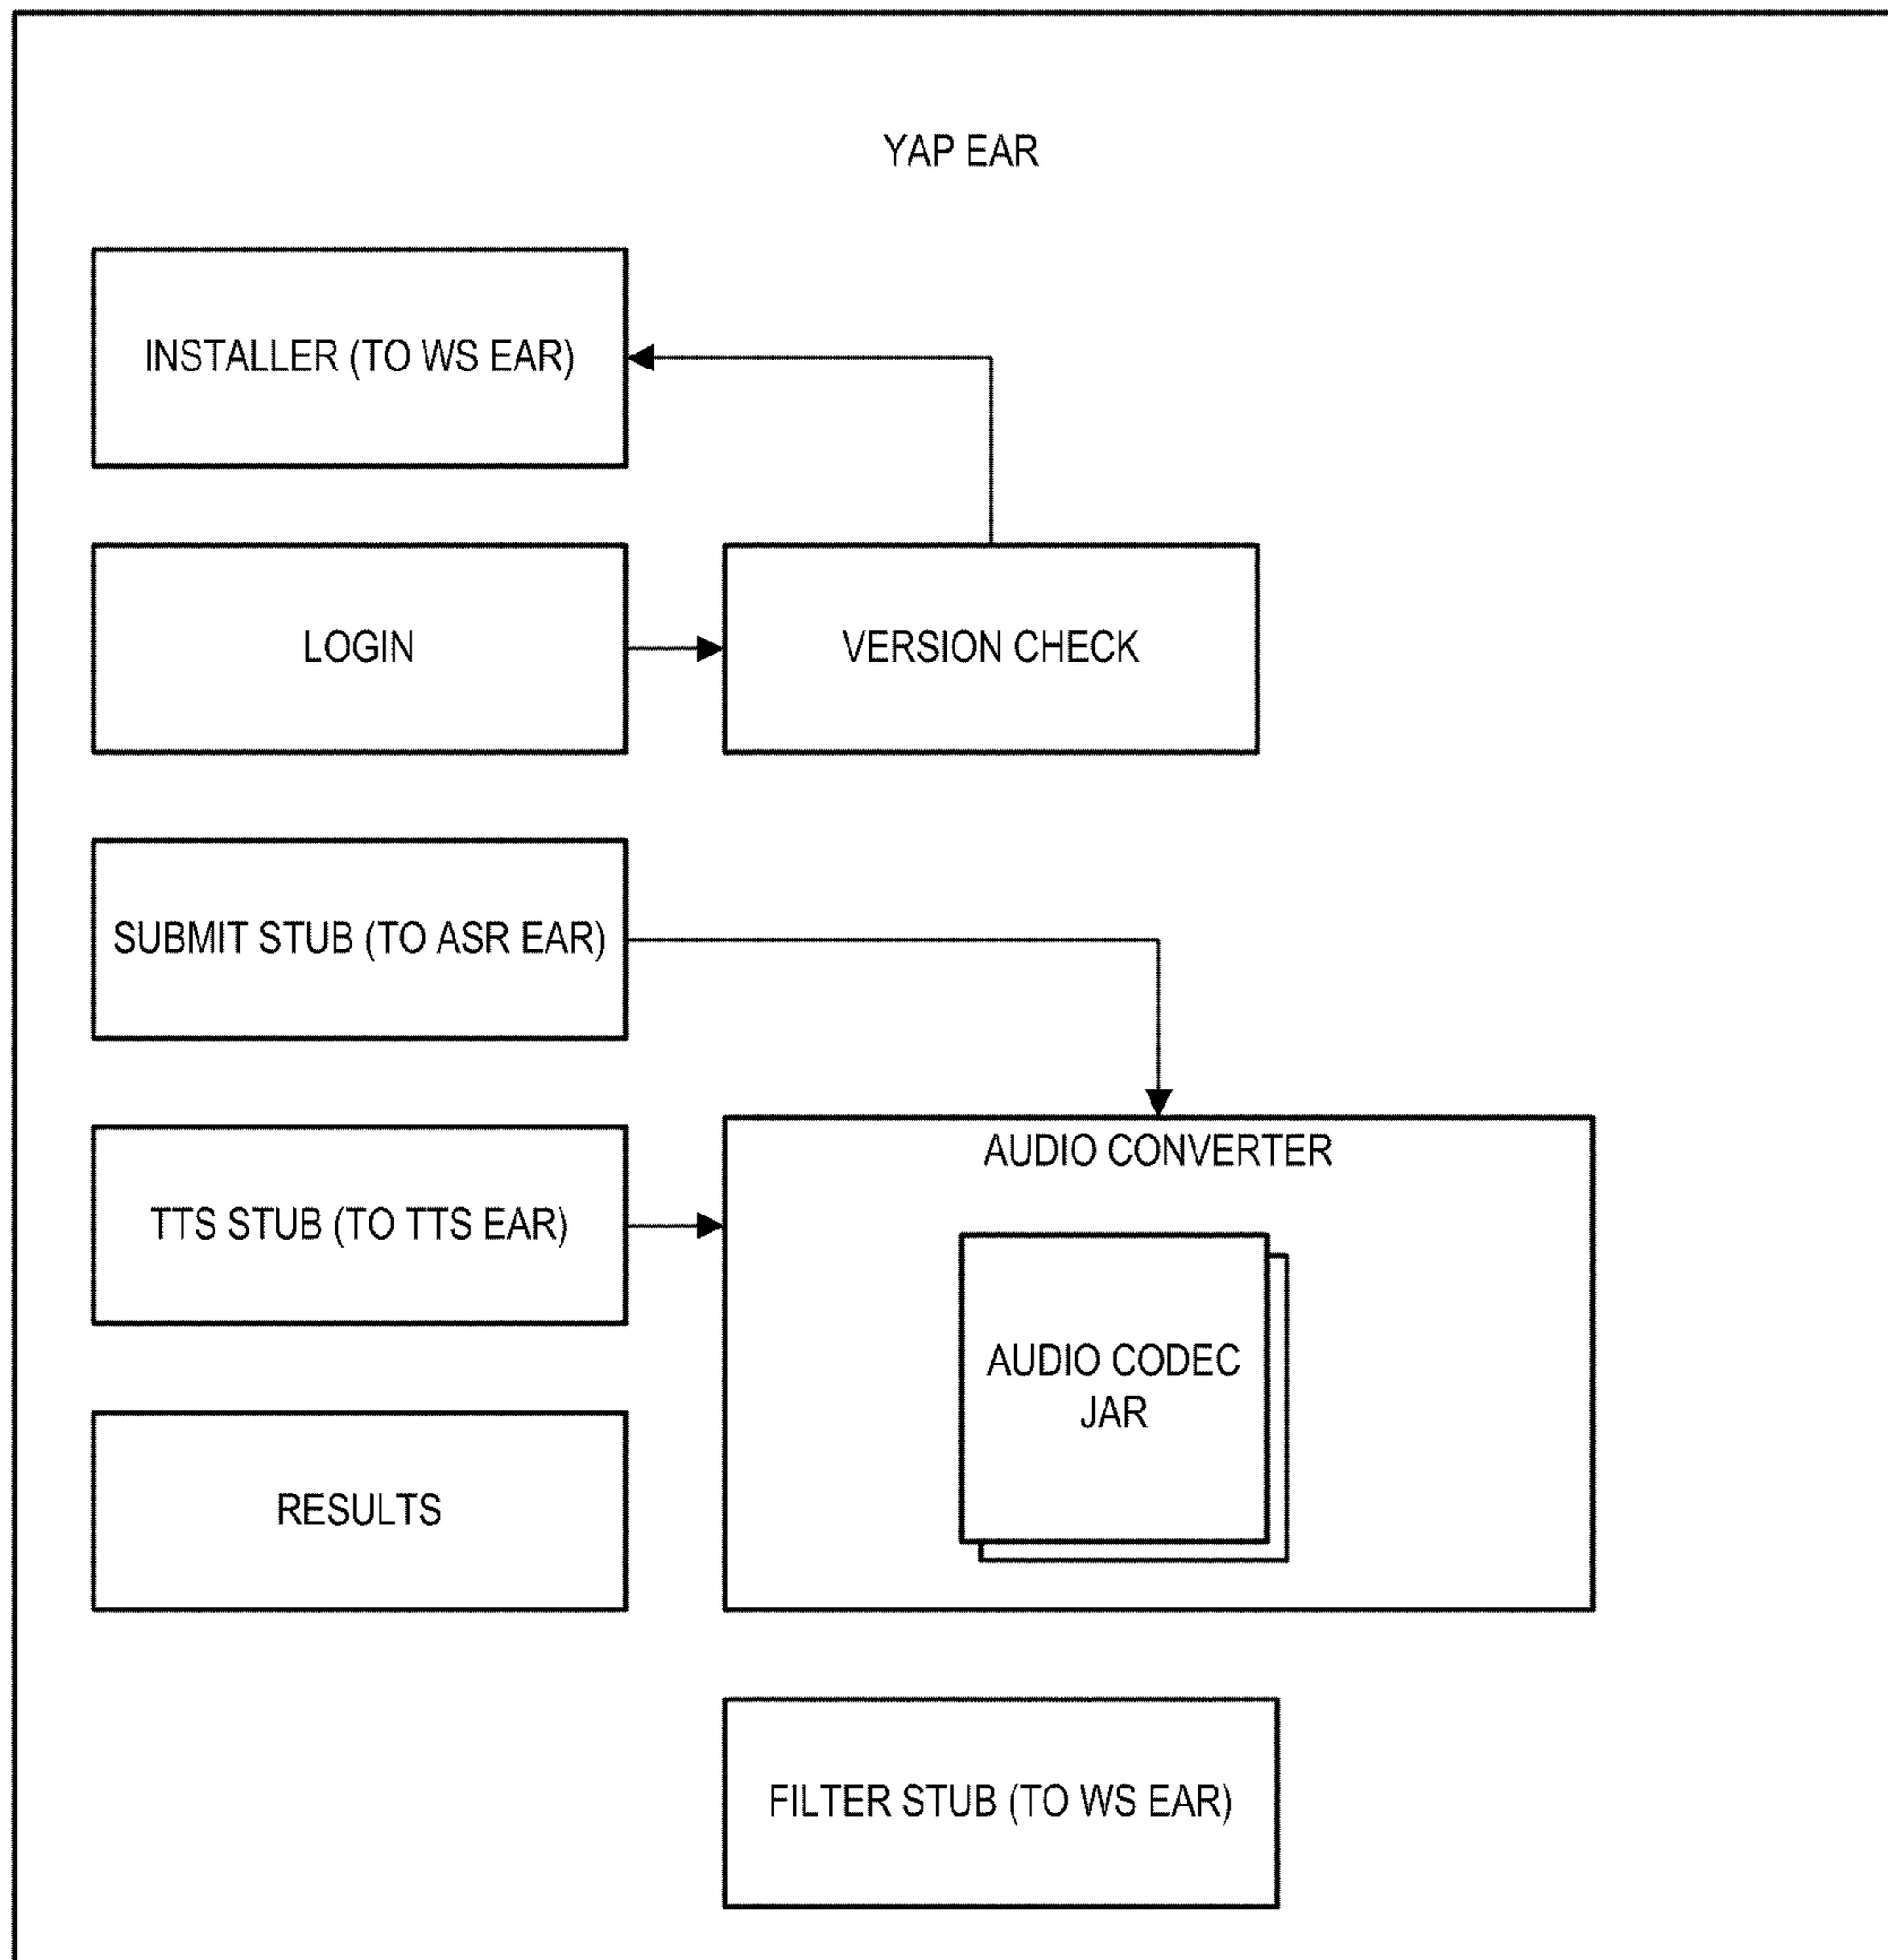 YAP EAR
INSTALLER (TO WS EAR)
LOGIN
VERSION CHECK
SUBMIT STUB (TO ASR EAR)
AUDIO CONVERTER
TTS STUB (TO TTS EAR)
AUDIO CODEC
JAR
RESULTS
FILTER STUB (TO WS EAR)